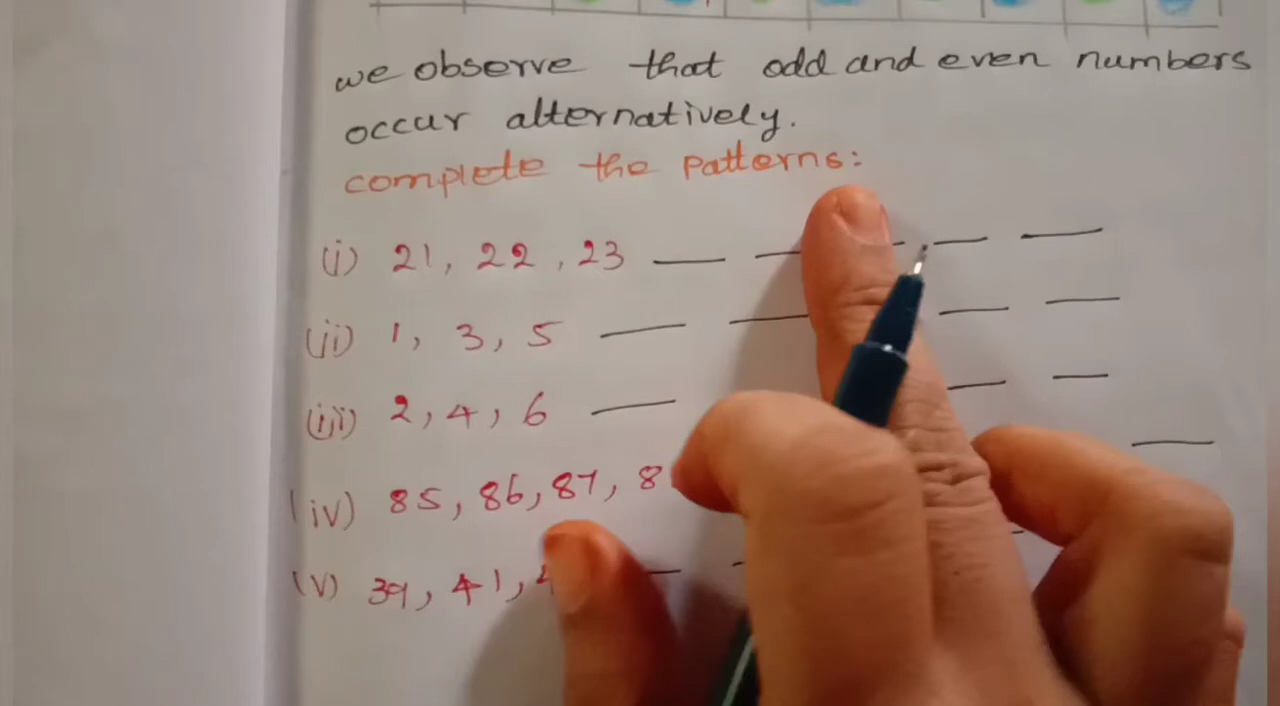 we observe that odd and even numbers
occur alternatively.
complete the patterns:
(i) 21, 22, 23
(ii) 1, 3, 5
(iii) 2, 4, 6
(iv) 85, 86, 87,
(v) 39, 41,